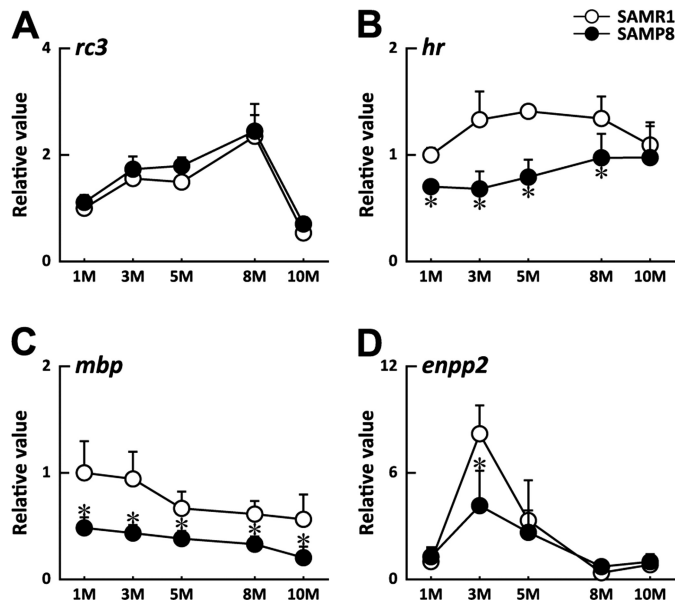 A
rc3
4
2
0
Relative value
1M 3M 5M 8M 10M
B
hr
SAMR1
SAMP8
2
1
0
Relative value
* * * *
1M 3M 5M 8M 10M
C
mbp
2
1
0
Relative value
* * * * *
1M 3M 5M 8M 10M
D
enpp2
12
6
0
Relative value
*
1M 3M 5M 8M 10M